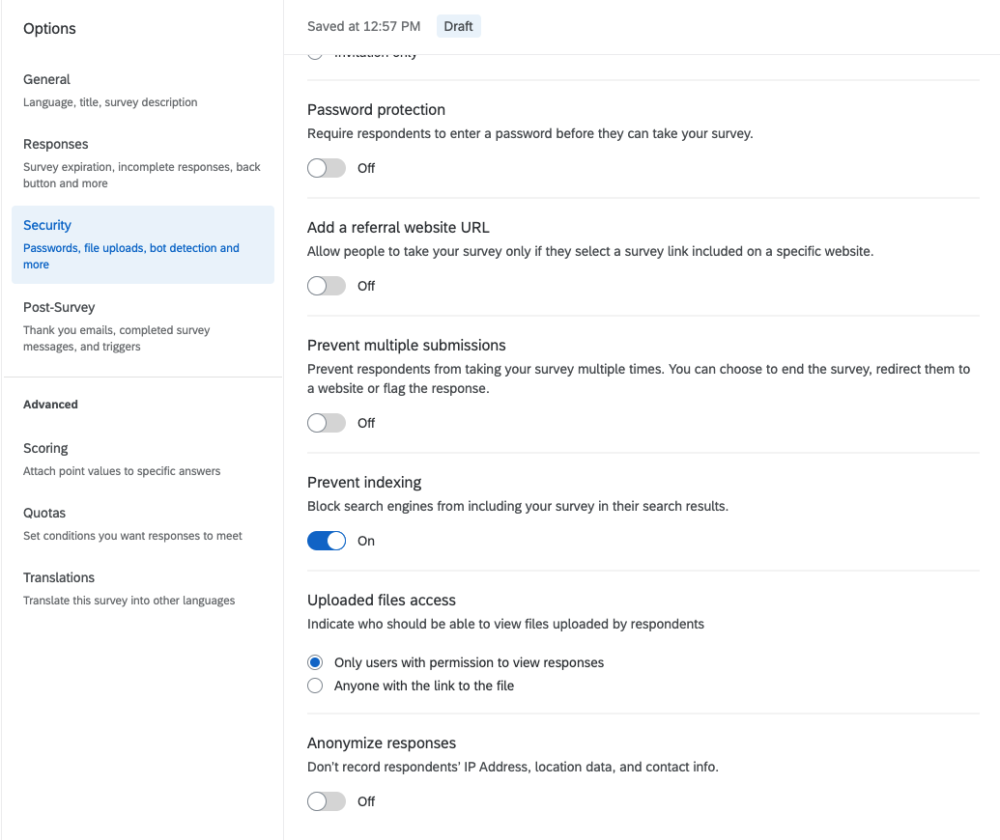 Options
General
Language, title, survey description
Responses
Survey expiration, incomplete responses, back
button and more
Security
Passwords, file uploads, bot detection and
more
Post-Survey
Thank you emails, completed survey
messages, and triggers
Advanced
Scoring
Attach point values to specific answers
Quotas
Set conditions you want responses to meet
Translations
Translate this survey into other languages
Saved at 12:57 PM Draft
Invitation only
Password protection
Require respondents to enter a password before they can take your survey.
Off
Add a referral website URL
Allow people to take your survey only if they select a survey link included on a specific website.
Off
Prevent multiple submissions
Prevent respondents from taking your survey multiple times. You can choose to end the survey, redirect them to
a website or flag the response.
Off
Prevent indexing
Block search engines from including your survey in their search results.
On
Uploaded files access
Indicate who should be able to view files uploaded by respondents
Only users with permission to view responses
Anyone with the link to the file
Anonymize responses
Don't record respondents' IP Address, location data, and contact info.
Off